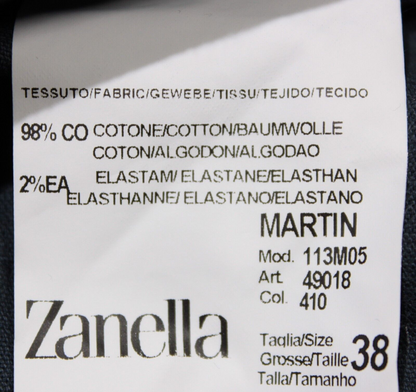 TESSUTO/FABRIC/GEWEBE/TISSU/TEJIDO/TECIDO
98% CO COTONE/COTTON/BAUMWOLLE
COTON/ALGODON/ALGODAO
2%EA ELASTAM/ELASTANE/ELASTHAN
ELASTHANNE/ELASTANO/ELASTANO
MARTIN
Mod. 113M05
Art. 49018
Col. 410
Zanella
Taglia/Size
Grosse/Taille 38
Talla/Tamanho